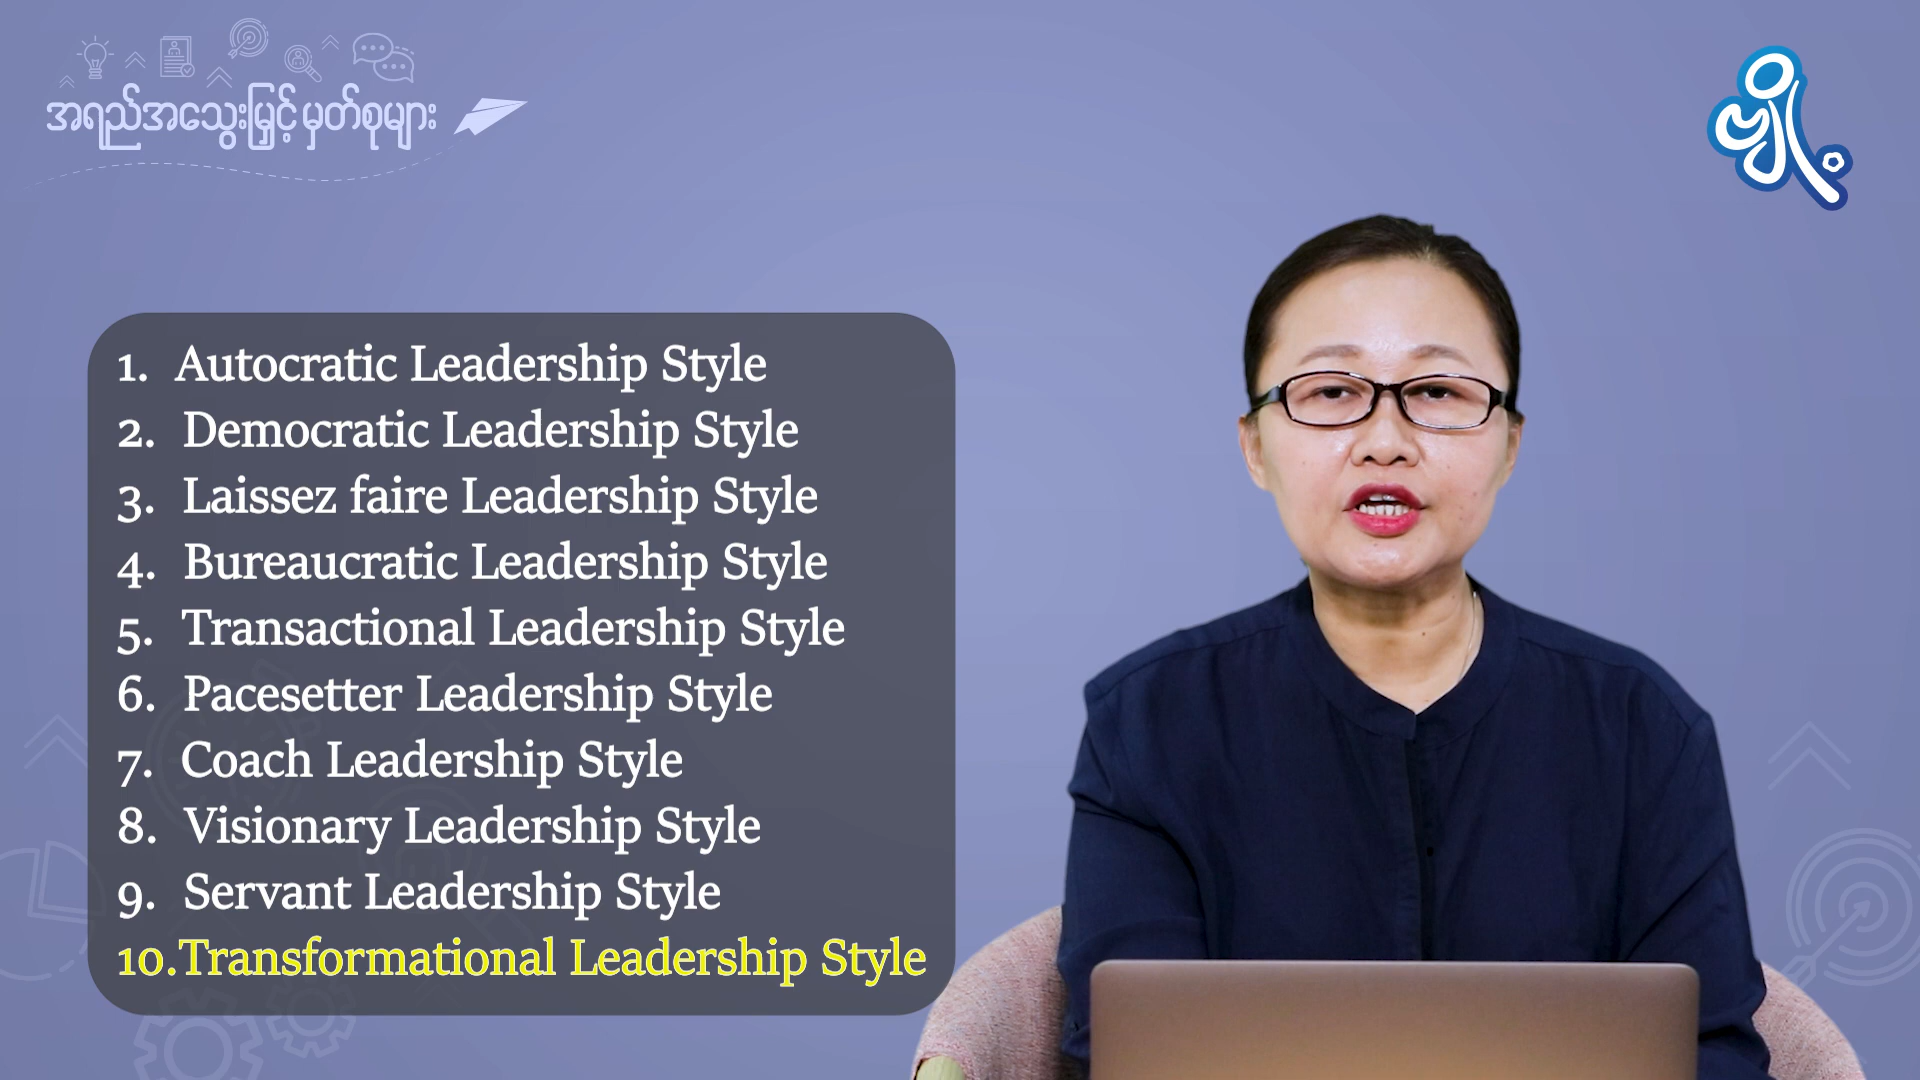 အရည်အသွေးမြှင့်မှတ်စုများ
1. Autocratic Leadership Style
2. Democratic Leadership Style
3. Laissez faire Leadership Style
4. Bureaucratic Leadership Style
5. Transactional Leadership Style
6. Pacesetter Leadership Style
7. Coach Leadership Style
8. Visionary Leadership Style
9. Servant Leadership Style
10.Transformational Leadership Style